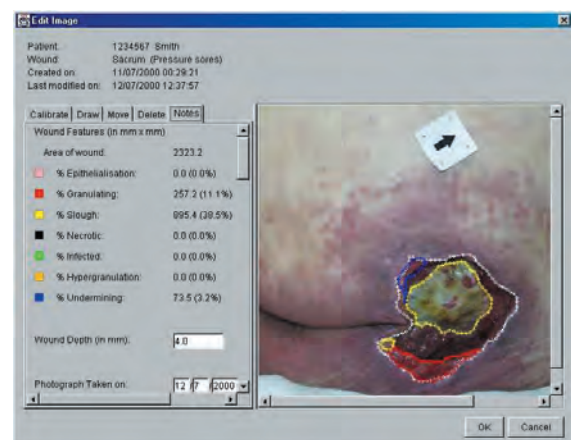 Edit Image
Patient: 1234567 Smith
Wound: Sacrum (Pressure sores)
Created on: 11/07/2000 00:29:21
Last modified on: 12/07/2000 12:37:57
Calibrate Draw Move Delete Notes
Wound Features (in mm x mm)
Area of wound: 2323.2
% Epithelialisation: 0.0 (0.0%)
% Granulating: 257.2 (11.1%)
% Slough: 895.4 (38.5%)
% Necrotic: 0.0 (0.0%)
% Infected: 0.0 (0.0%)
% Hypergranulation: 0.0 (0.0%)
% Undermining: 73.5 (3.2%)
Wound Depth (in mm): 4.0
Photograph Taken on: 12 /7 /2000
OK Cancel